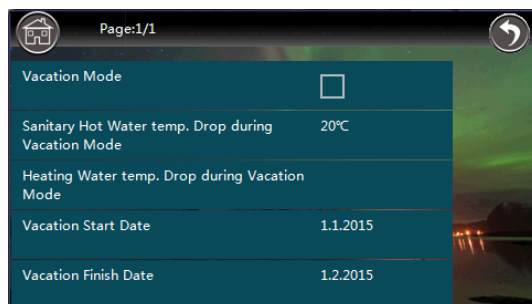 Page:1/1
Vacation Mode
Sanitary Hot Water temp. Drop during
Vacation Mode
20℃
Heating Water temp. Drop during Vacation
Mode
Vacation Start Date
1.1.2015
Vacation Finish Date
1.2.2015